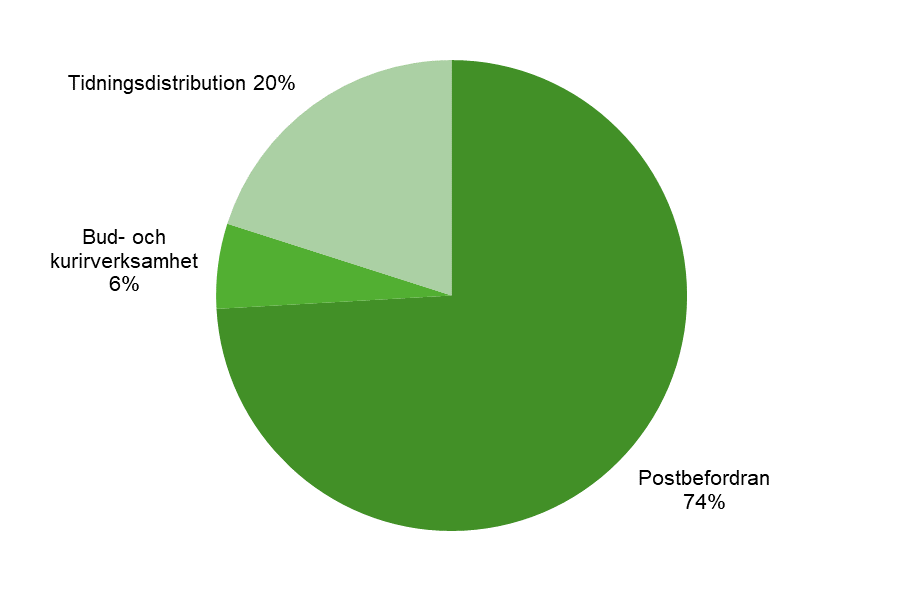 Tidningsdistribution 20%
Bud- och
kurirverksamhet
6%
Postbefordran
74%